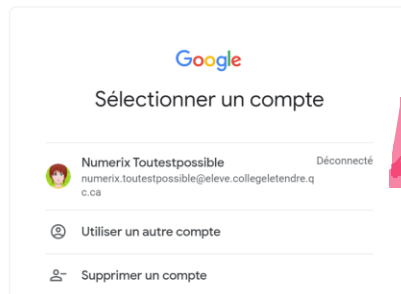 Google
Sélectionner un compte
Numerix Toutestpossible Déconnecté
numerix.toutestpossible@eleve.collegeletendre.q
c.ca
Utiliser un autre compte
Supprimer un compte